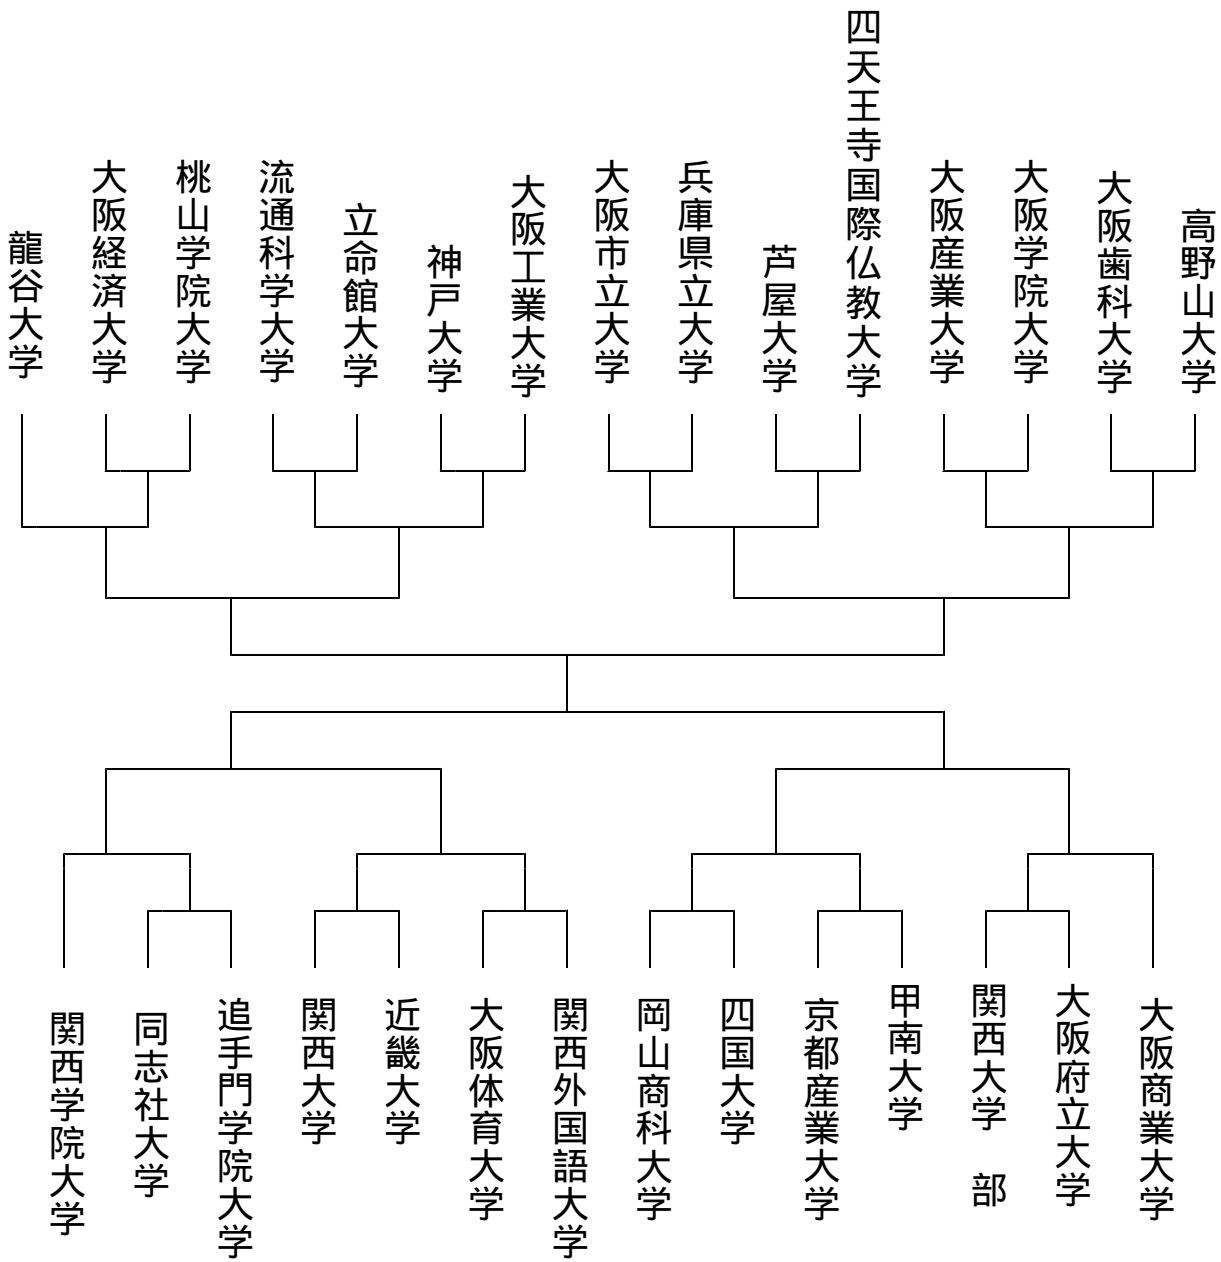 龍谷大学
大阪経済大学
桃山学院大学
流通科学大学
立命館大学
神戸大学
大阪工業大学
大阪市立大学
兵庫県立大学
芦屋大学
四天王寺国際仏教大学
大阪産業大学
大阪学院大学
大阪歯科大学
高野山大学
関西学院大学
同志社大学
追手門学院大学
関西大学
近畿大学
大阪体育大学
関西外国語大学
岡山商科大学
四国大学
京都産業大学
甲南大学
関西大学 部
大阪府立大学
大阪商業大学